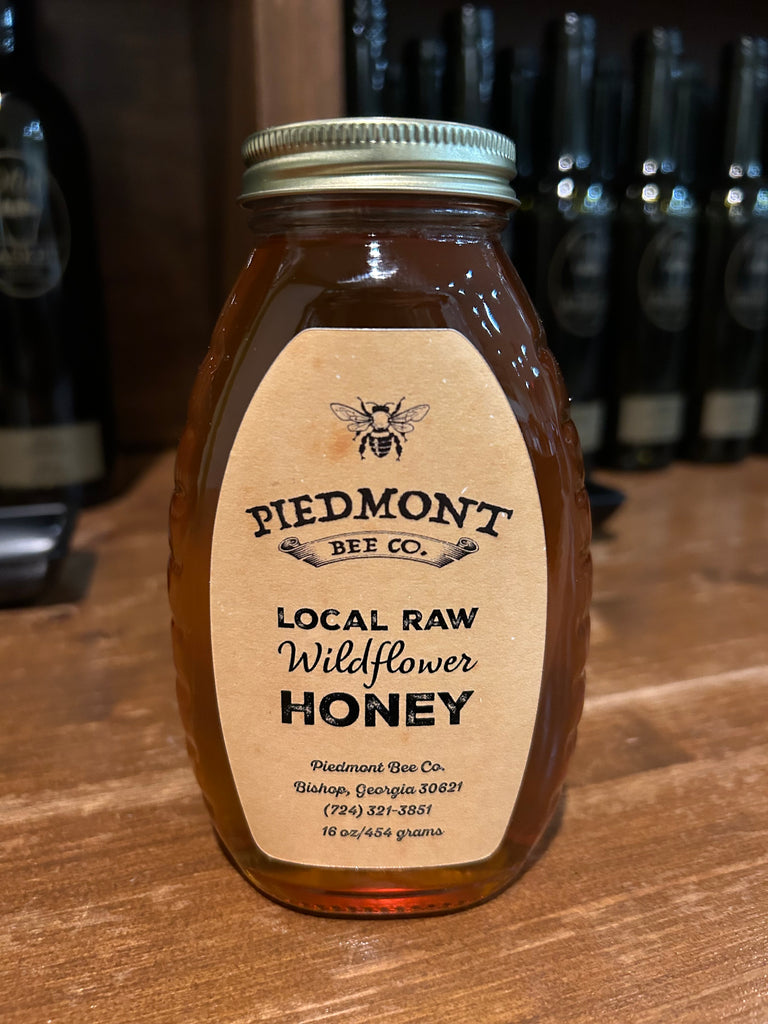 PIEDMONT
BEE CO.
LOCAL RAW
Wildflower
HONEY
Piedmont Bee Co.
Bishop, Georgia 30621
(724) 321-3851
16 oz/454 grams